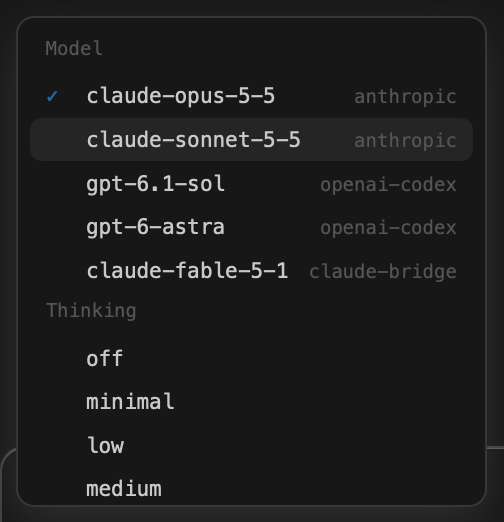 Model
✓ claude-opus-5-5 anthropic
claude-sonnet-5-5 anthropic
gpt-6.1-sol openai-codex
gpt-6-astra openai-codex
claude-fable-5-1 claude-bridge
Thinking
off
minimal
low
medium